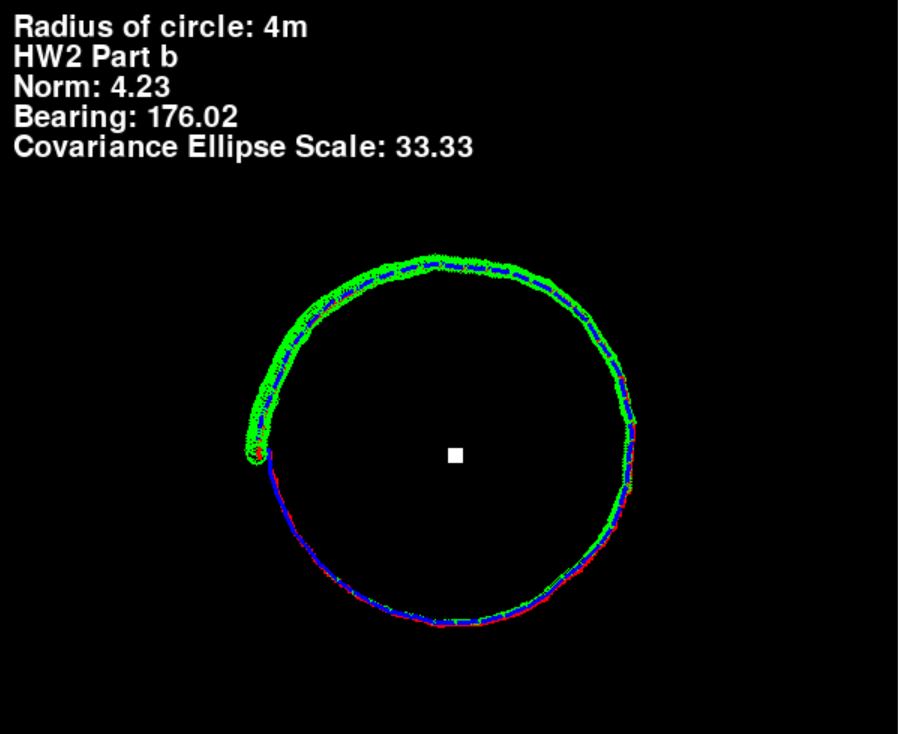 Radius of circle: 4m
HW2 Part b
Norm: 4.23
Bearing: 176.02
Covariance Ellipse Scale: 33.33